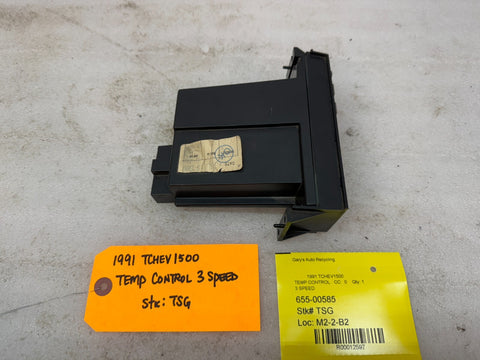 1991 TCHEV1500
TEMP CONTROL 3 SPEED
Stk: TSG
Gary's Auto Recycling
1991 TCHEV1500
TEMP CONTROL CC: 0 Qty: 1
3 SPEED
655-00585
Stk# TSG
Loc: M2-2-B2
R00012597